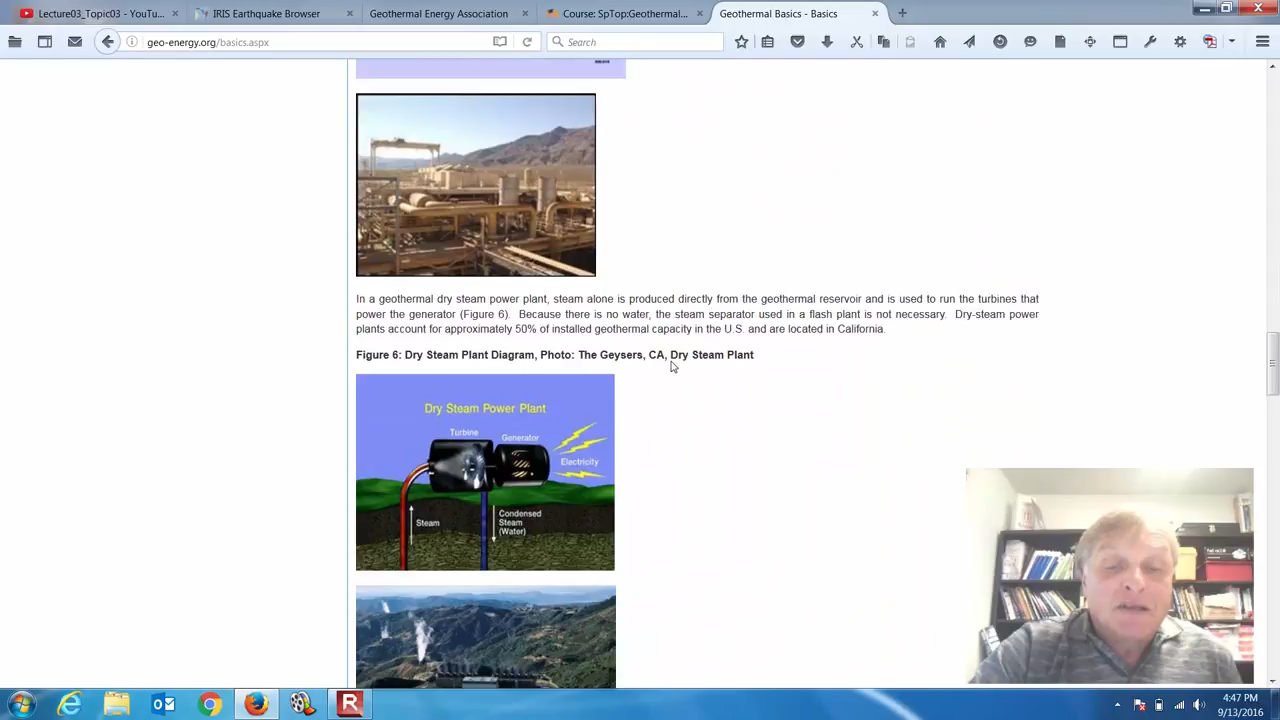 Lecture03_Topic03 - YouTu...
IRIS Earthquake Browser
Geothermal Energy Association
Course: SpTop:Geothermal...
Geothermal Basics - Basics
geo-energy.org/basics.aspx
Search
In a geothermal dry steam power plant, steam alone is produced directly from the geothermal reservoir and is used to run the turbines that
power the generator (Figure 6). Because there is no water, the steam separator used in a flash plant is not necessary. Dry-steam power
plants account for approximately 50% of installed geothermal capacity in the U.S. and are located in California.
Figure 6: Dry Steam Plant Diagram, Photo: The Geysers, CA, Dry Steam Plant
Dry Steam Power Plant
Turbine
Generator
Electricity
Steam
Condensed
Steam
(Water)
4:47 PM
9/13/2016